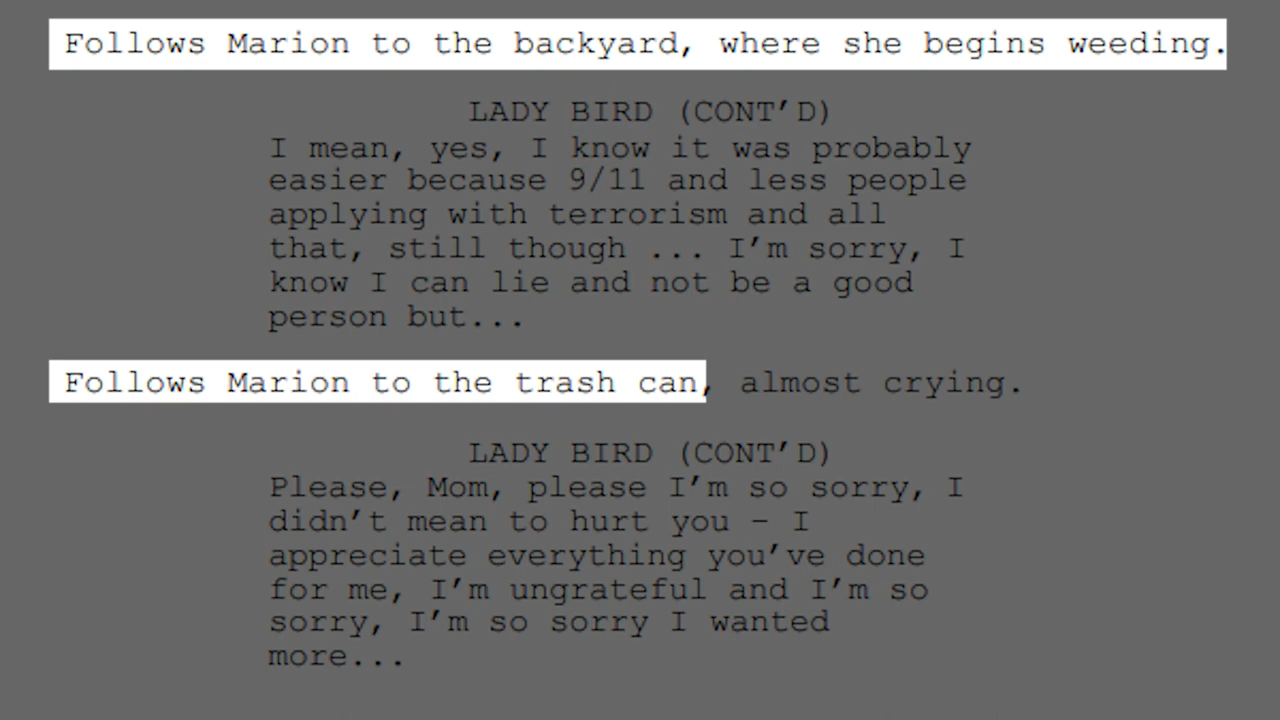 Follows Marion to the backyard, where she begins weeding.
LADY BIRD (CONT’D)
I mean, yes, I know it was probably
easier because 9/11 and less people
applying with terrorism and all
that, still though ... I’m sorry, I
know I can lie and not be a good
person but...
Follows Marion to the trash can, almost crying.
LADY BIRD (CONT’D)
Please, Mom, please I’m so sorry, I
didn’t mean to hurt you – I
appreciate everything you’ve done
for me, I’m ungrateful and I’m so
sorry, I’m so sorry I wanted
more...